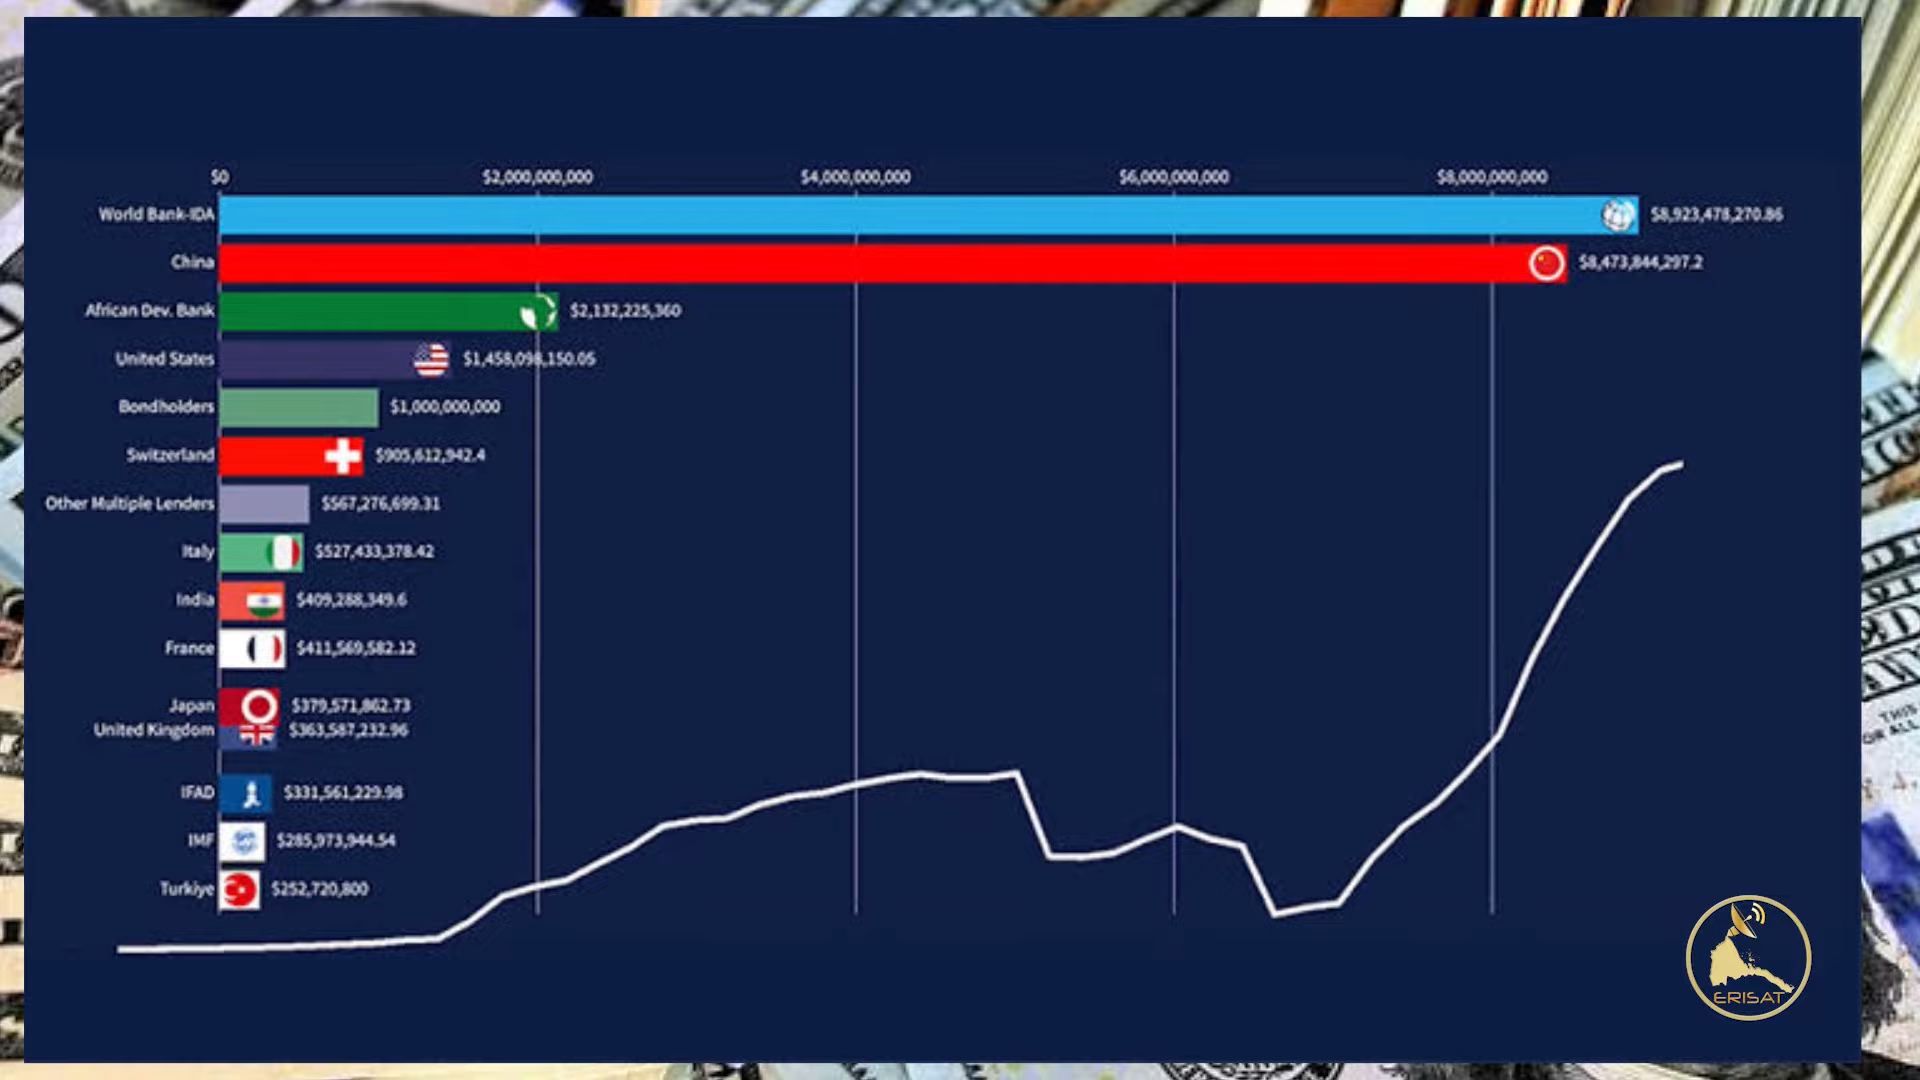 $0 $2,000,000,000 $4,000,000,000 $6,000,000,000 $8,000,000,000
World Bank-IDA $8,923,478,270.86
China $8,473,844,297.2
African Dev. Bank $2,132,225,360
United States $1,458,098,150.05
Bondholders $1,000,000,000
Switzerland $905,612,942.4
Other Multiple Lenders $567,276,699.31
Italy $527,433,378.42
India $409,288,349.6
France $411,569,582.12
Japan $379,571,862.73
United Kingdom $363,587,232.96
IFAD $331,561,229.98
IMF $285,973,944.54
Turkiye $252,720,800
ERISAT
THIS
OR ALL